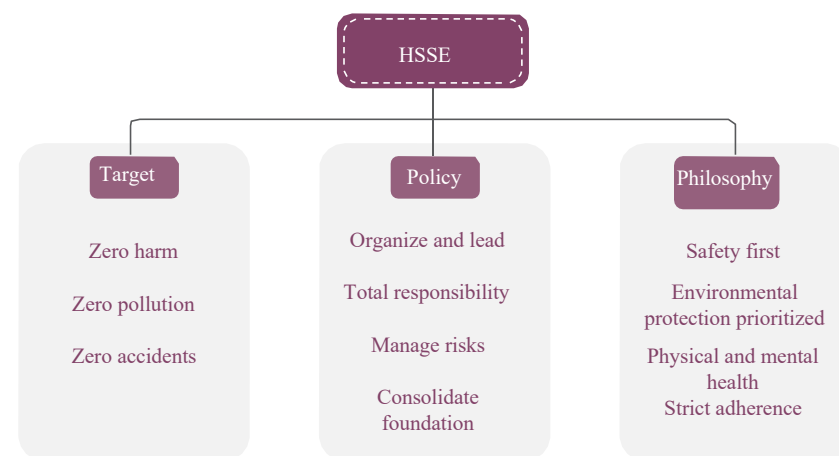 HSSE
Target
Zero harm
Zero pollution
Zero accidents
Policy
Organize and lead
Total responsibility
Manage risks
Consolidate
foundation
Philosophy
Safety first
Environmental
protection prioritized
Physical and mental
health
Strict adherence